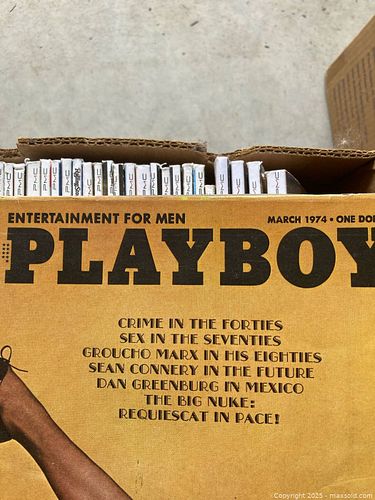 ENTERTAINMENT FOR MEN
MARCH 1974 • ONE DOL
PLAYBOY
CRIME IN THE FORTIES
SEX IN THE SEVENTIES
GROUCHO MARX IN HIS EIGHTIES
SEAN CONNERY IN THE FUTURE
DAN GREENBURG IN MEXICO
THE BIG NUKE:
REQUIESCAT IN PACE!
Copyright 2025 - maxsold.com